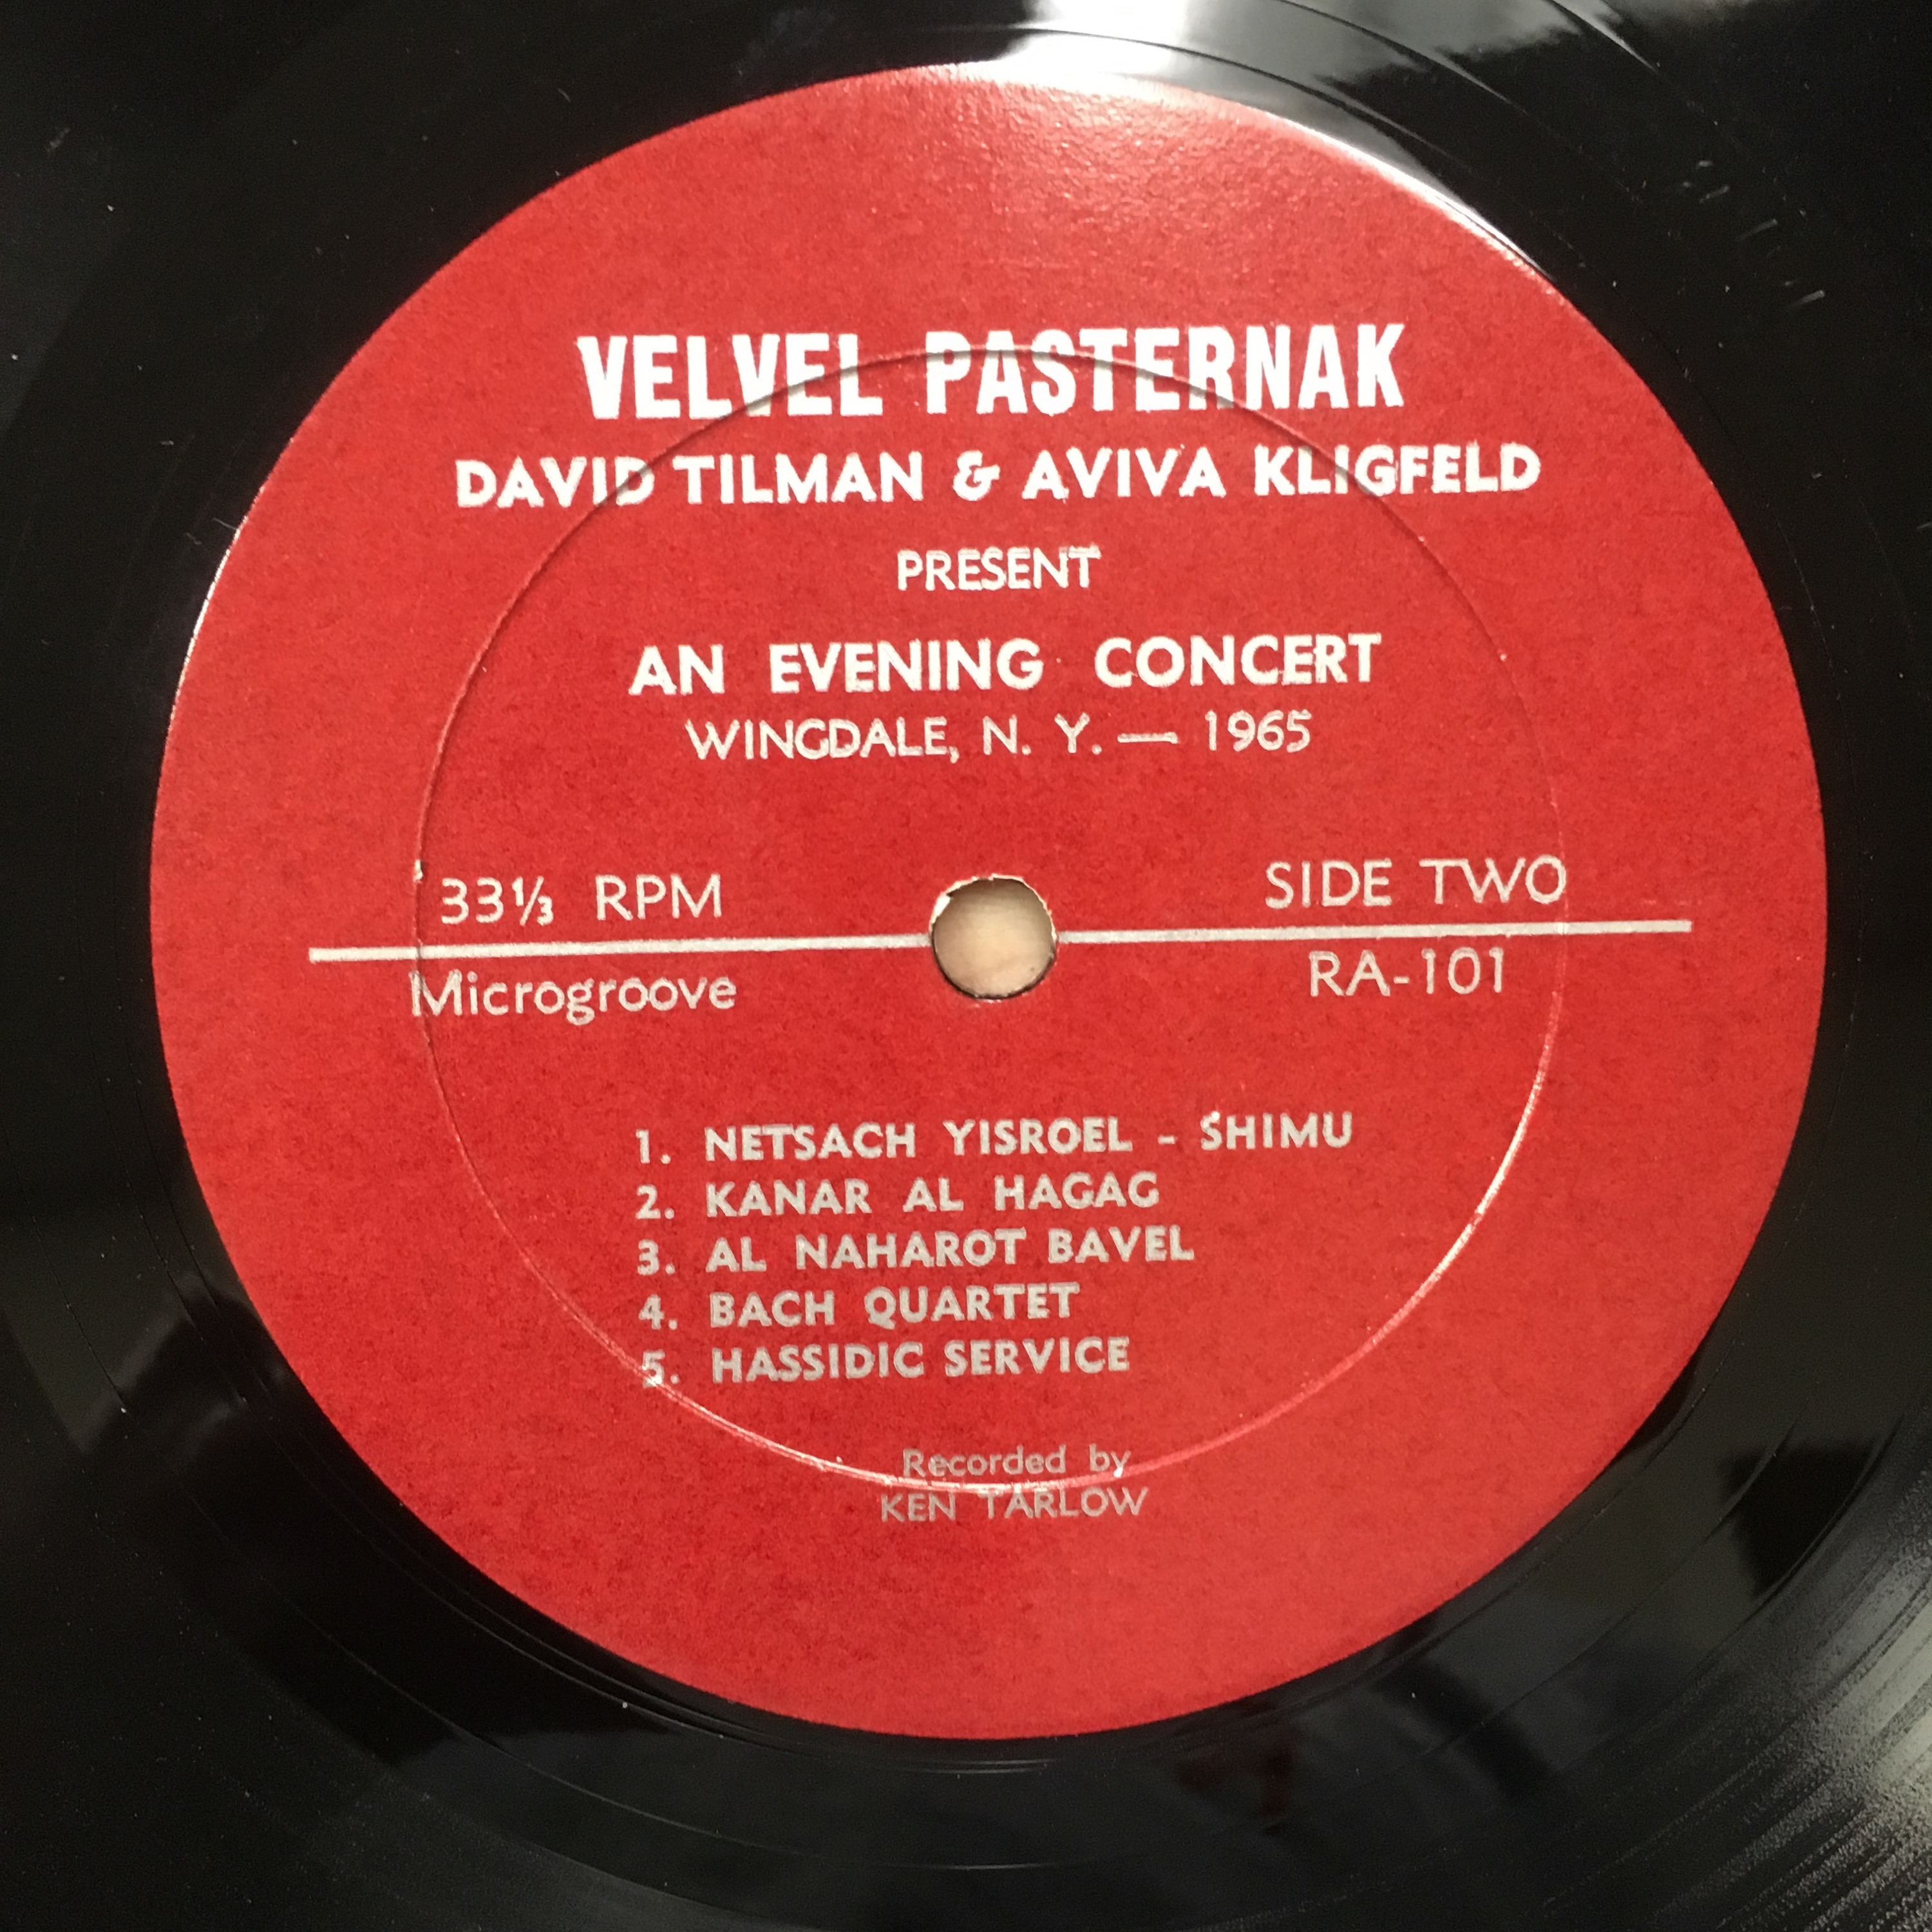 VELVEL PASTERNAK
DAVID TILMAN & AVIVA KLIGFELD
PRESENT
AN EVENING CONCERT
WINGDALE, N. Y. — 1965
33⅓ RPM
SIDE TWO
Microgroove
RA-101
1. NETSACH YISROEL - SHIMU
2. KANAR AL HAGAG
3. AL NAHAROT BAVEL
4. BACH QUARTET
5. HASSIDIC SERVICE
Recorded by
KEN TARLOW